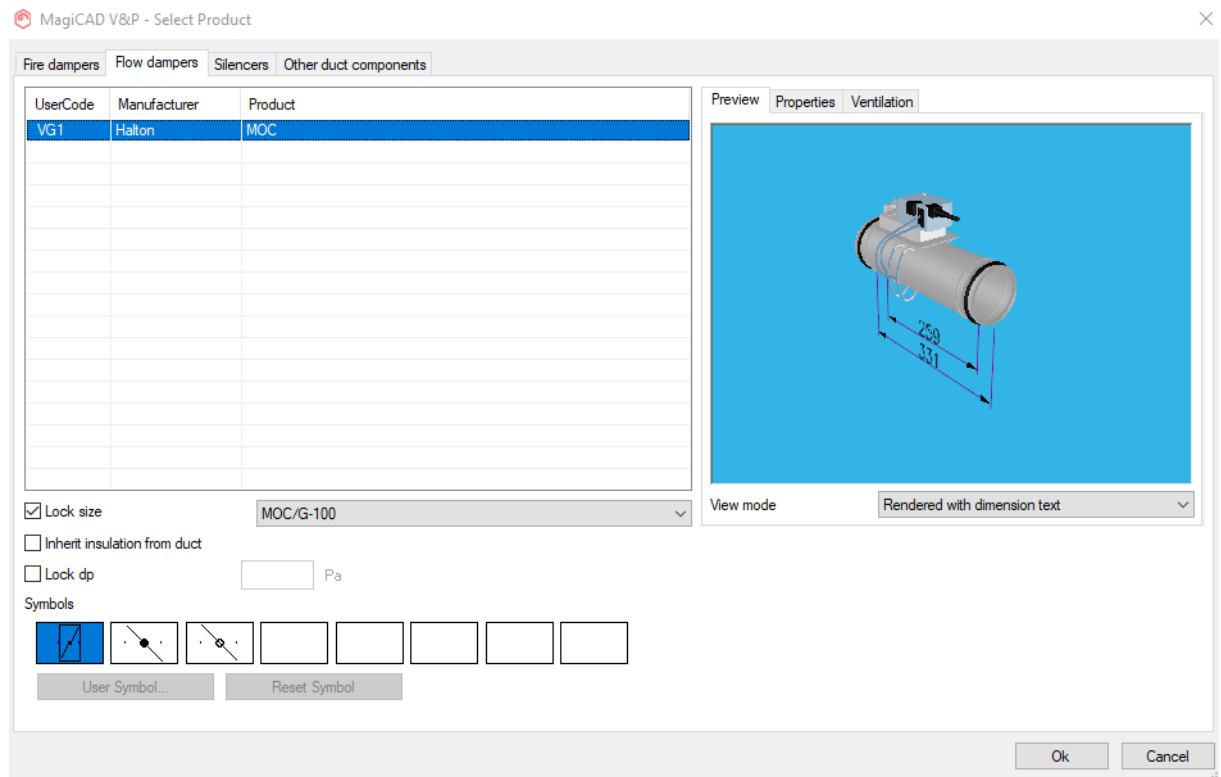 MagiCAD V&P - Select Product
Fire dampers Flow dampers Silencers Other duct components
UserCode Manufacturer Product
VG1 Halton MOC
Preview Properties Ventilation
259
331
Lock size MOC/G-100
View mode Rendered with dimension text
Inherit insulation from duct
Lock dp Pa
Symbols
User Symbol... Reset Symbol
Ok Cancel